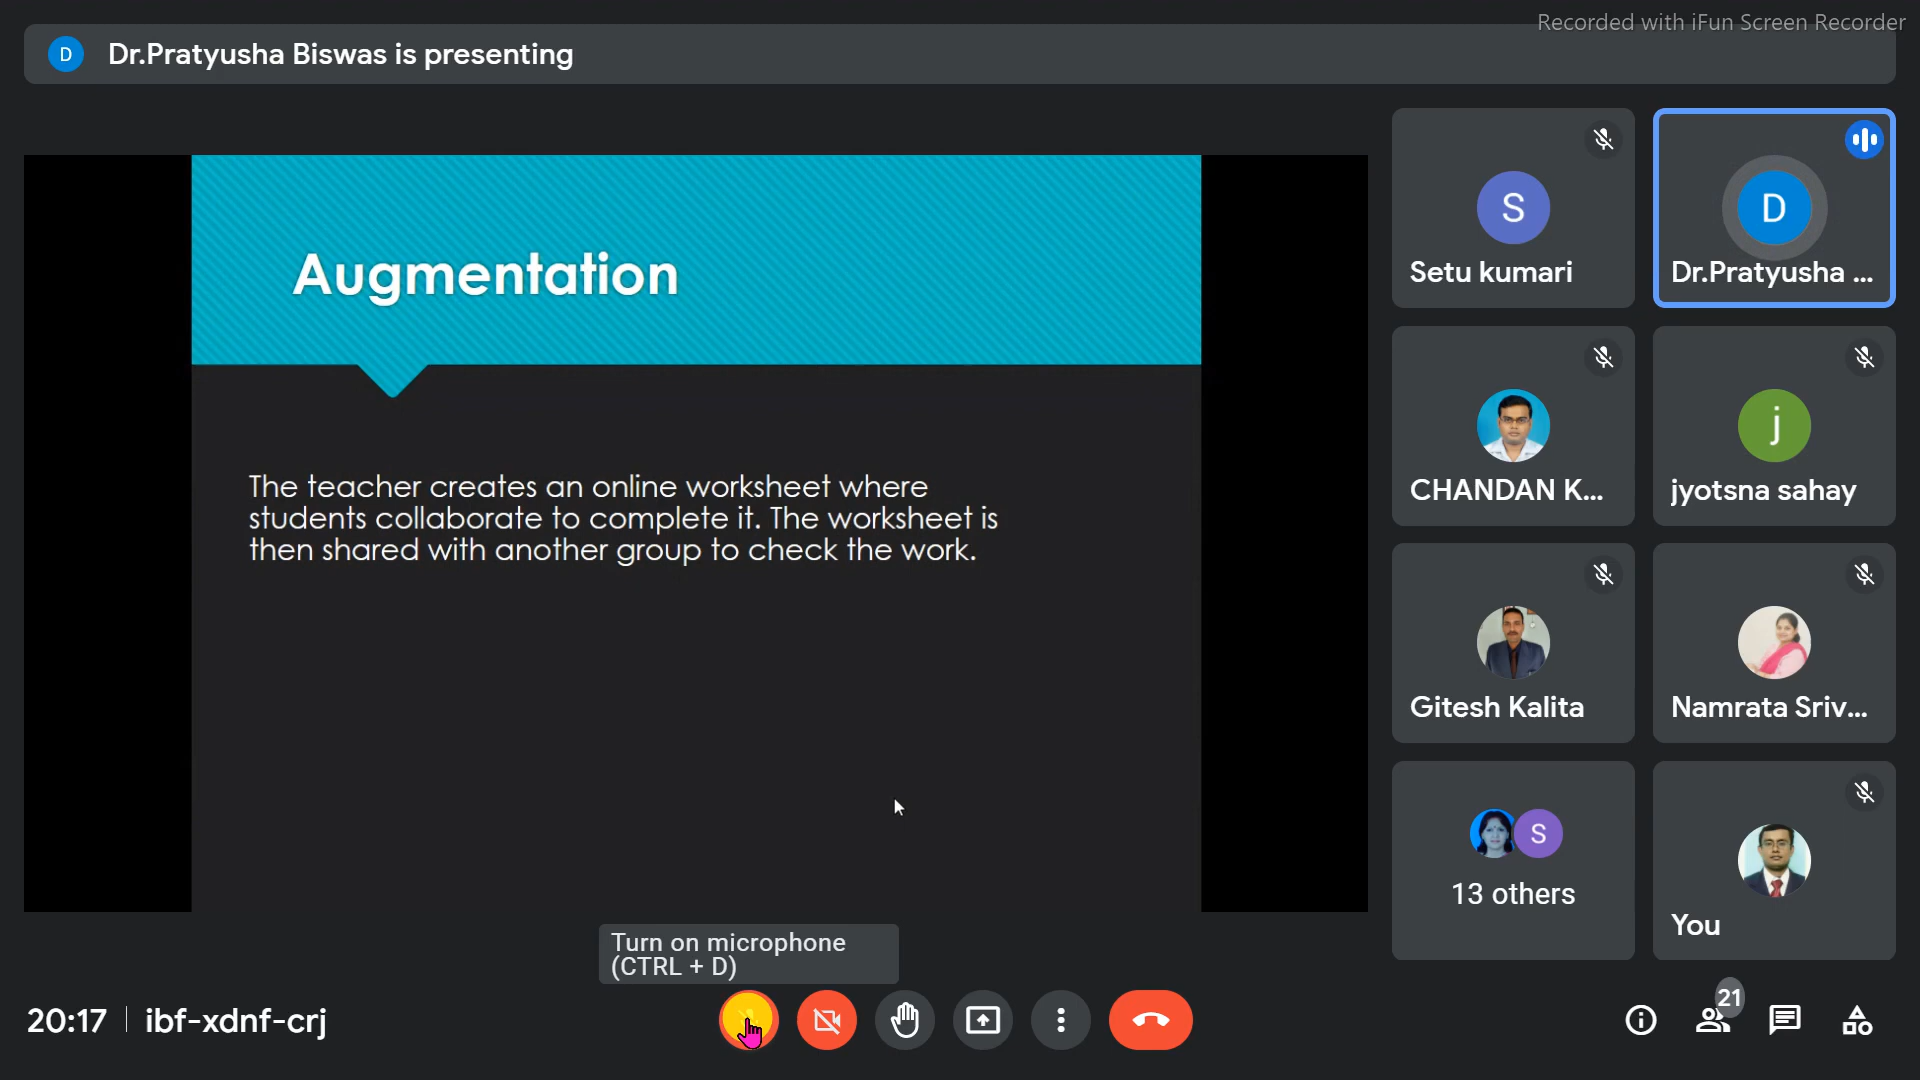 Recorded with iFun Screen Recorder
D Dr.Pratyusha Biswas is presenting
Augmentation
The teacher creates an online worksheet where
students collaborate to complete it. The worksheet is
then shared with another group to check the work.
S
Setu kumari
D
Dr.Pratyusha ...
CHANDAN K...
j
jyotsna sahay
Gitesh Kalita
Namrata Sriv...
S
13 others
You
Turn on microphone
(CTRL + D)
20:17 ibf-xdnf-crj
21